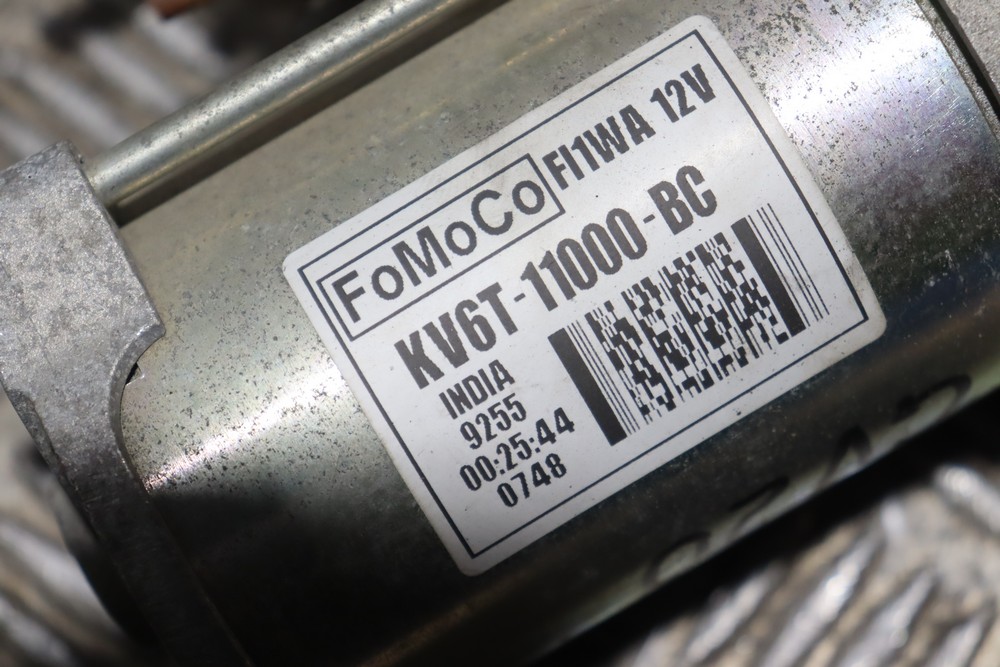 FoMoCo FI1WA 12V
KV6T-11000-BC
INDIA
9255
00:25:44
0748